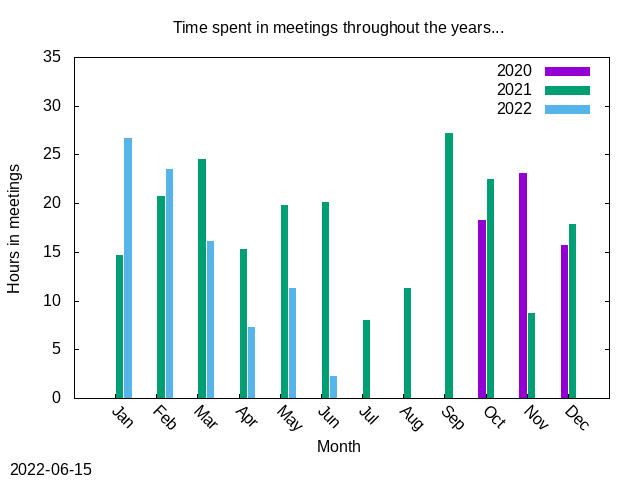 Time spent in meetings throughout the years...
35
30
25
20
15
10
5
0
Hours in meetings
2020
2021
2022
Jan
Feb
Mar
Apr
May
Jun
Jul
Aug
Sep
Oct
Nov
Dec
Month
2022-06-15